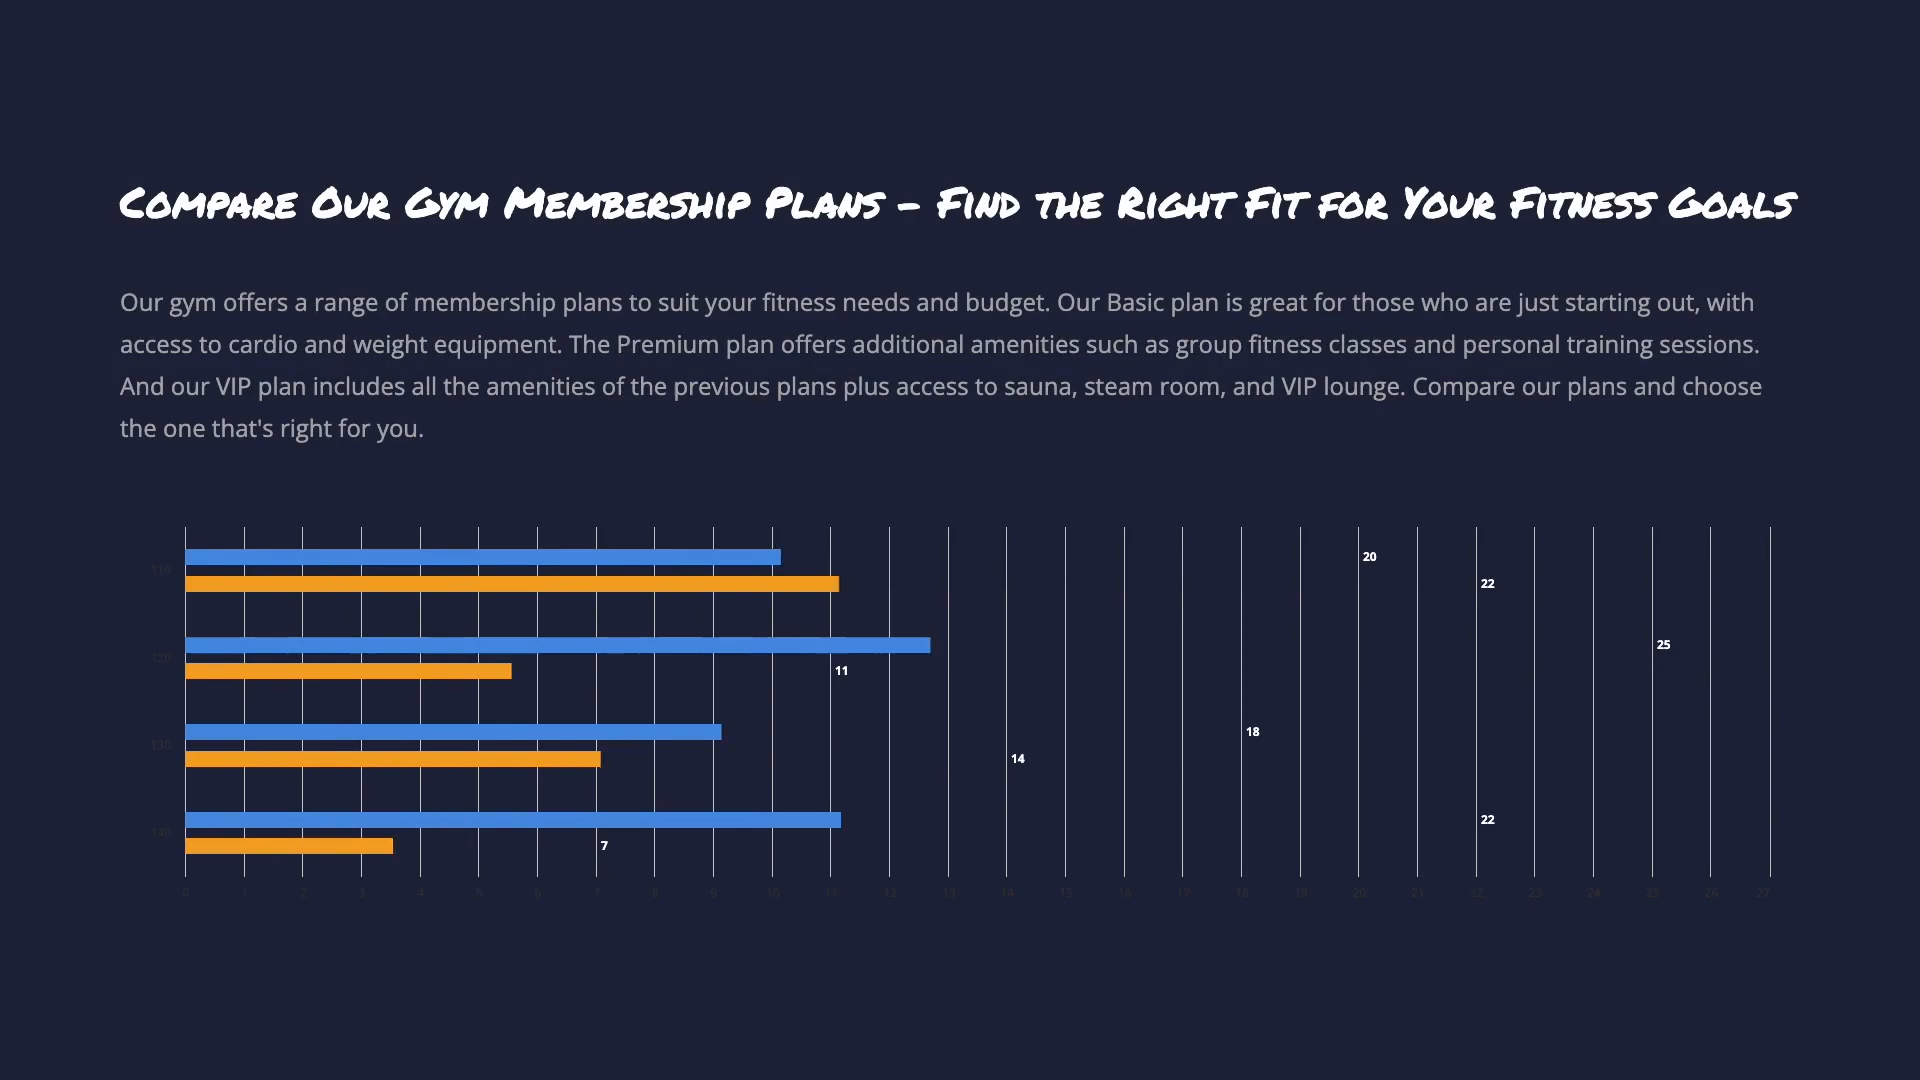 Compare Our Gym Membership Plans - Find the Right Fit for Your Fitness Goals
Our gym offers a range of membership plans to suit your fitness needs and budget. Our Basic plan is great for those who are just starting out, with
access to cardio and weight equipment. The Premium plan offers additional amenities such as group fitness classes and personal training sessions.
And our VIP plan includes all the amenities of the previous plans plus access to sauna, steam room, and VIP lounge. Compare our plans and choose
the one that's right for you.
20
110
22
25
120
11
18
130
14
22
140
7
0 1 2 3 4 5 6 7 8 9 10 11 12 13 14 15 16 17 18 19 20 21 22 23 24 25 26 27